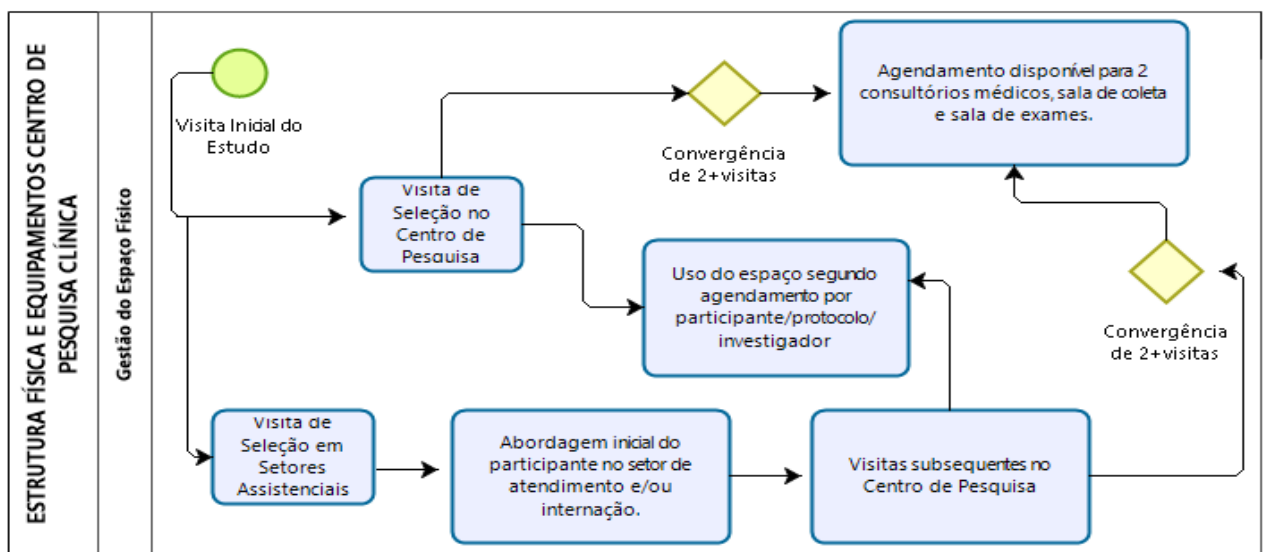 ESTRUTURA FÍSICA E EQUIPAMENTOS CENTRO DE
PESQUISA CLÍNICA
Gestão do Espaço Físico
Visita Inicial do
Estudo
Visita de
Seleção no
Centro de
Pesquisa
Convergência
de 2+visitas
Agendamento disponível para 2
consultórios médicos, sala de coleta
e sala de exames.
Uso do espaço segundo
agendamento por
participante/protocolo/
investigador
Convergência
de 2+visitas
Visita de
Seleção em
Setores
Assistenciais
Abordagem inicial do
participante no setor de
atendimento e/ou
internação.
Visitas subsequentes no
Centro de Pesquisa